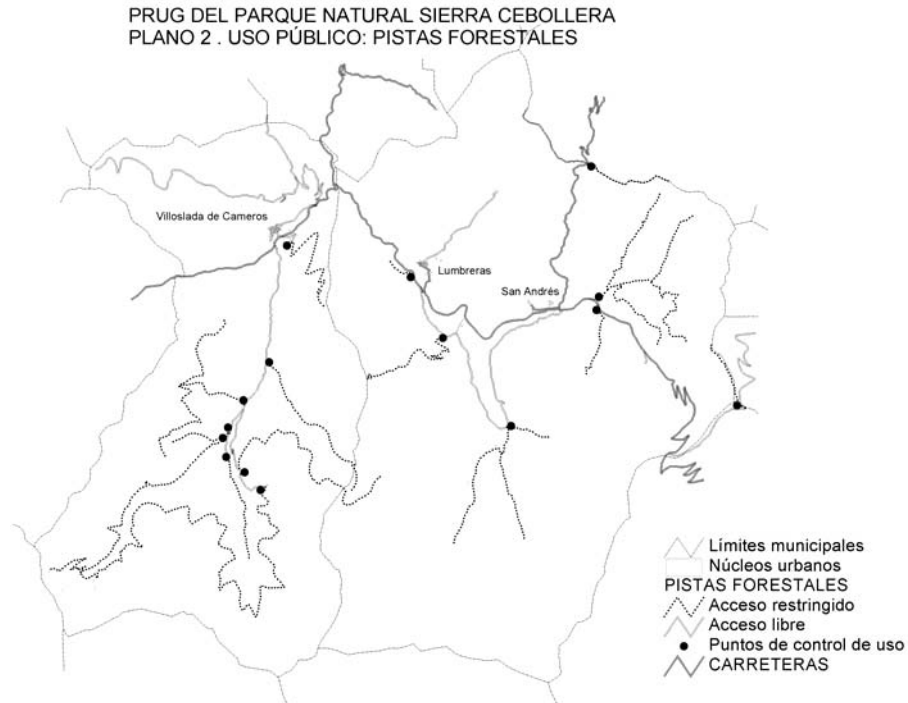 PRUG DEL PARQUE NATURAL SIERRA CEBOLLERA
PLANO 2 . USO PÚBLICO: PISTAS FORESTALES
Villoslada de Cameros
Lumbreras
San Andrés
Límites municipales
Núcleos urbanos
PISTAS FORESTALES
Acceso restringido
Acceso libre
Puntos de control de uso
CARRETERAS